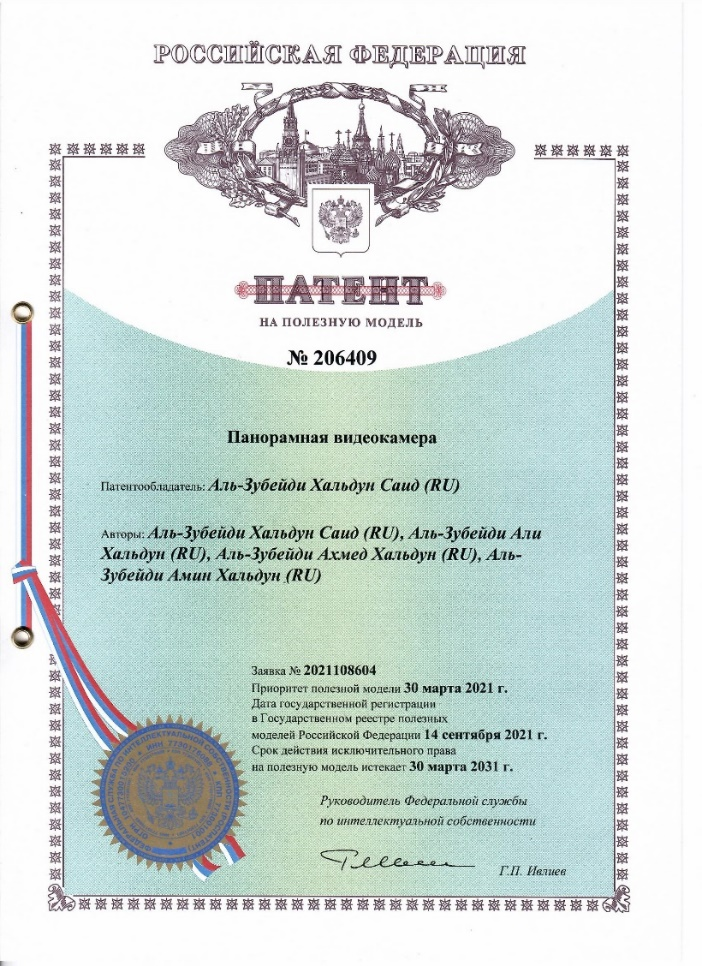 РОССИЙСКАЯ ФЕДЕРАЦИЯ
ПАТЕНТ
НА ПОЛЕЗНУЮ МОДЕЛЬ
№ 206409
Панорамная видеокамера
Патентообладатель: Аль-Зубейди Хальдун Саид (RU)
Авторы: Аль-Зубейди Хальдун Саид (RU), Аль-Зубейди Али
Хальдун (RU), Аль-Зубейди Ахмед Хальдун (RU), Аль-
Зубейди Амин Хальдун (RU)
Заявка № 2021108604
Приоритет полезной модели 30 марта 2021 г.
Дата государственной регистрации
в Государственном реестре полезных
моделей Российской Федерации 14 сентября 2021 г.
Срок действия исключительного права
на полезную модель истекает 30 марта 2031 г.
Руководитель Федеральной службы
по интеллектуальной собственности
Г.П. Ивлиев